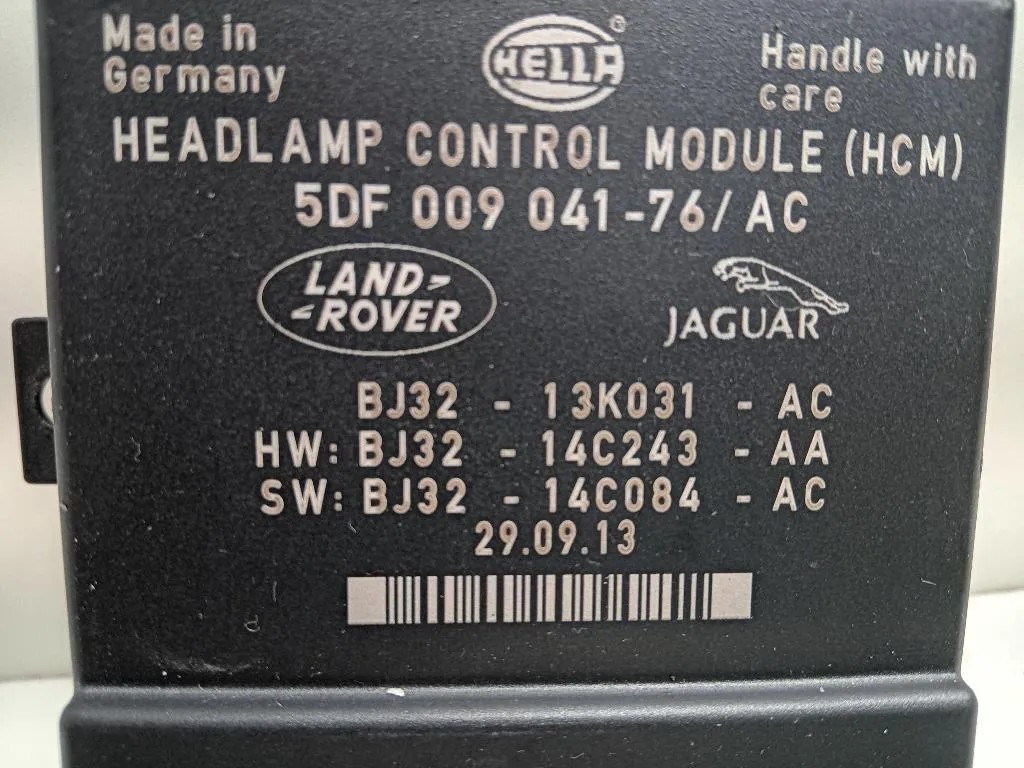 Made in
Germany
HELLA
®
Handle with
care
HEADLAMP CONTROL MODULE (HCM)
5DF 009 041-76/ AC
LAND
ROVER
JAGUAR
BJ32 - 13K031 - AC
HW: BJ32 - 14C243 - AA
SW: BJ32 - 14C084 - AC
29.09.13